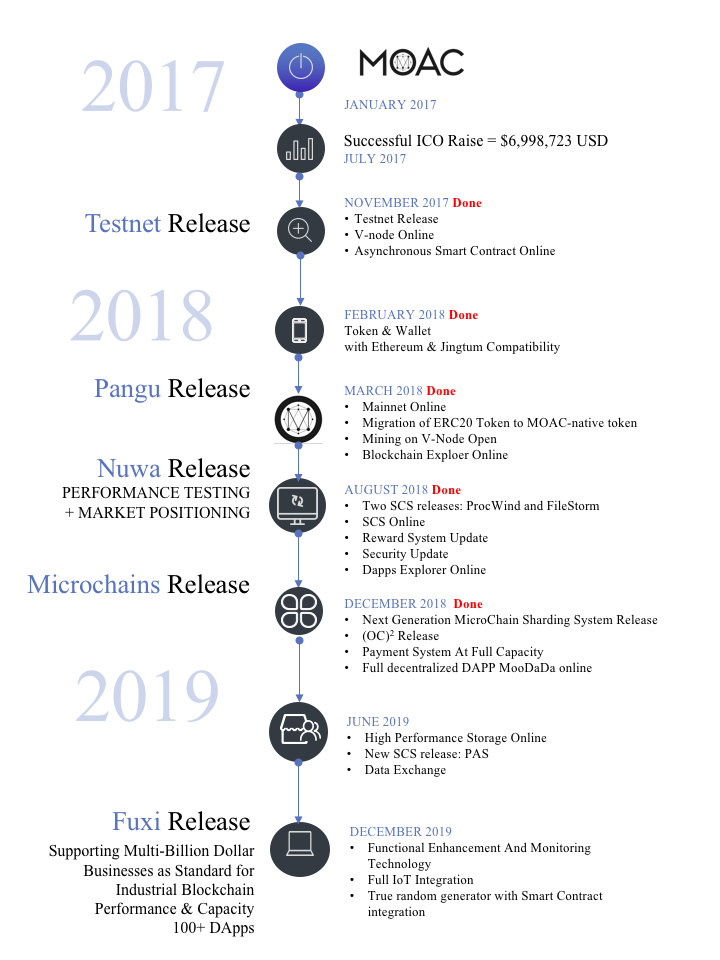 2017
MOAC
JANUARY 2017
Successful ICO Raise = $6,998,723 USD
JULY 2017
Testnet Release
NOVEMBER 2017 Done
• Testnet Release
• V-node Online
• Asynchronous Smart Contract Online
2018
FEBRUARY 2018 Done
Token & Wallet
with Ethereum & Jingtum Compatibility
Pangu Release
MARCH 2018 Done
• Mainnet Online
• Migration of ERC20 Token to MOAC-native token
• Mining on V-Node Open
• Blockchain Exploer Online
Nuwa Release
PERFORMANCE TESTING
+ MARKET POSITIONING
AUGUST 2018 Done
• Two SCS releases: ProcWind and FileStorm
• SCS Online
• Reward System Update
• Security Update
• Dapps Explorer Online
Microchains Release
DECEMBER 2018 Done
• Next Generation MicroChain Sharding System Release
• (OC)² Release
• Payment System At Full Capacity
• Full decentralized DAPP MooDaDa online
2019
JUNE 2019
• High Performance Storage Online
• New SCS release: PAS
• Data Exchange
Fuxi Release
Supporting Multi-Billion Dollar
Businesses as Standard for
Industrial Blockchain
Performance & Capacity
100+ DApps
DECEMBER 2019
• Functional Enhancement And Monitoring
Technology
• Full IoT Integration
• True random generator with Smart Contract
integration